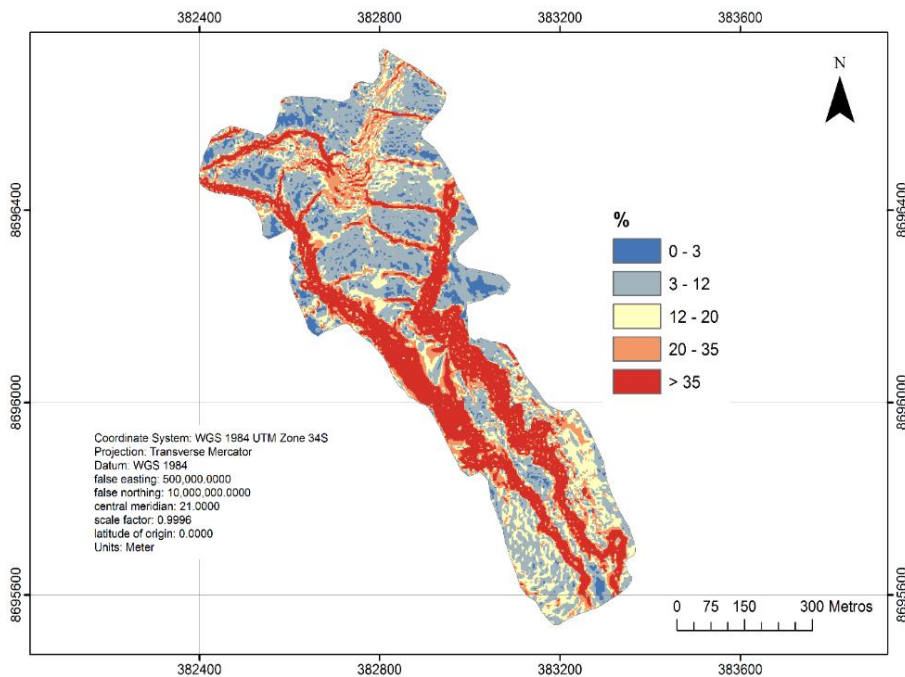 382400 382800 383200 383600
N
8696400 8696400
%
0 - 3
3 - 12
12 - 20
20 - 35
> 35
8696000 8696000
Coordinate System: WGS 1984 UTM Zone 34S
Projection: Transverse Mercator
Datum: WGS 1984
false easting: 500,000.0000
false northing: 10,000,000.0000
central meridian: 21.0000
scale factor: 0.9996
latitude of origin: 0.0000
Units: Meter
8695600 8695600
0 75 150 300 Metros
382400 382800 383200 383600